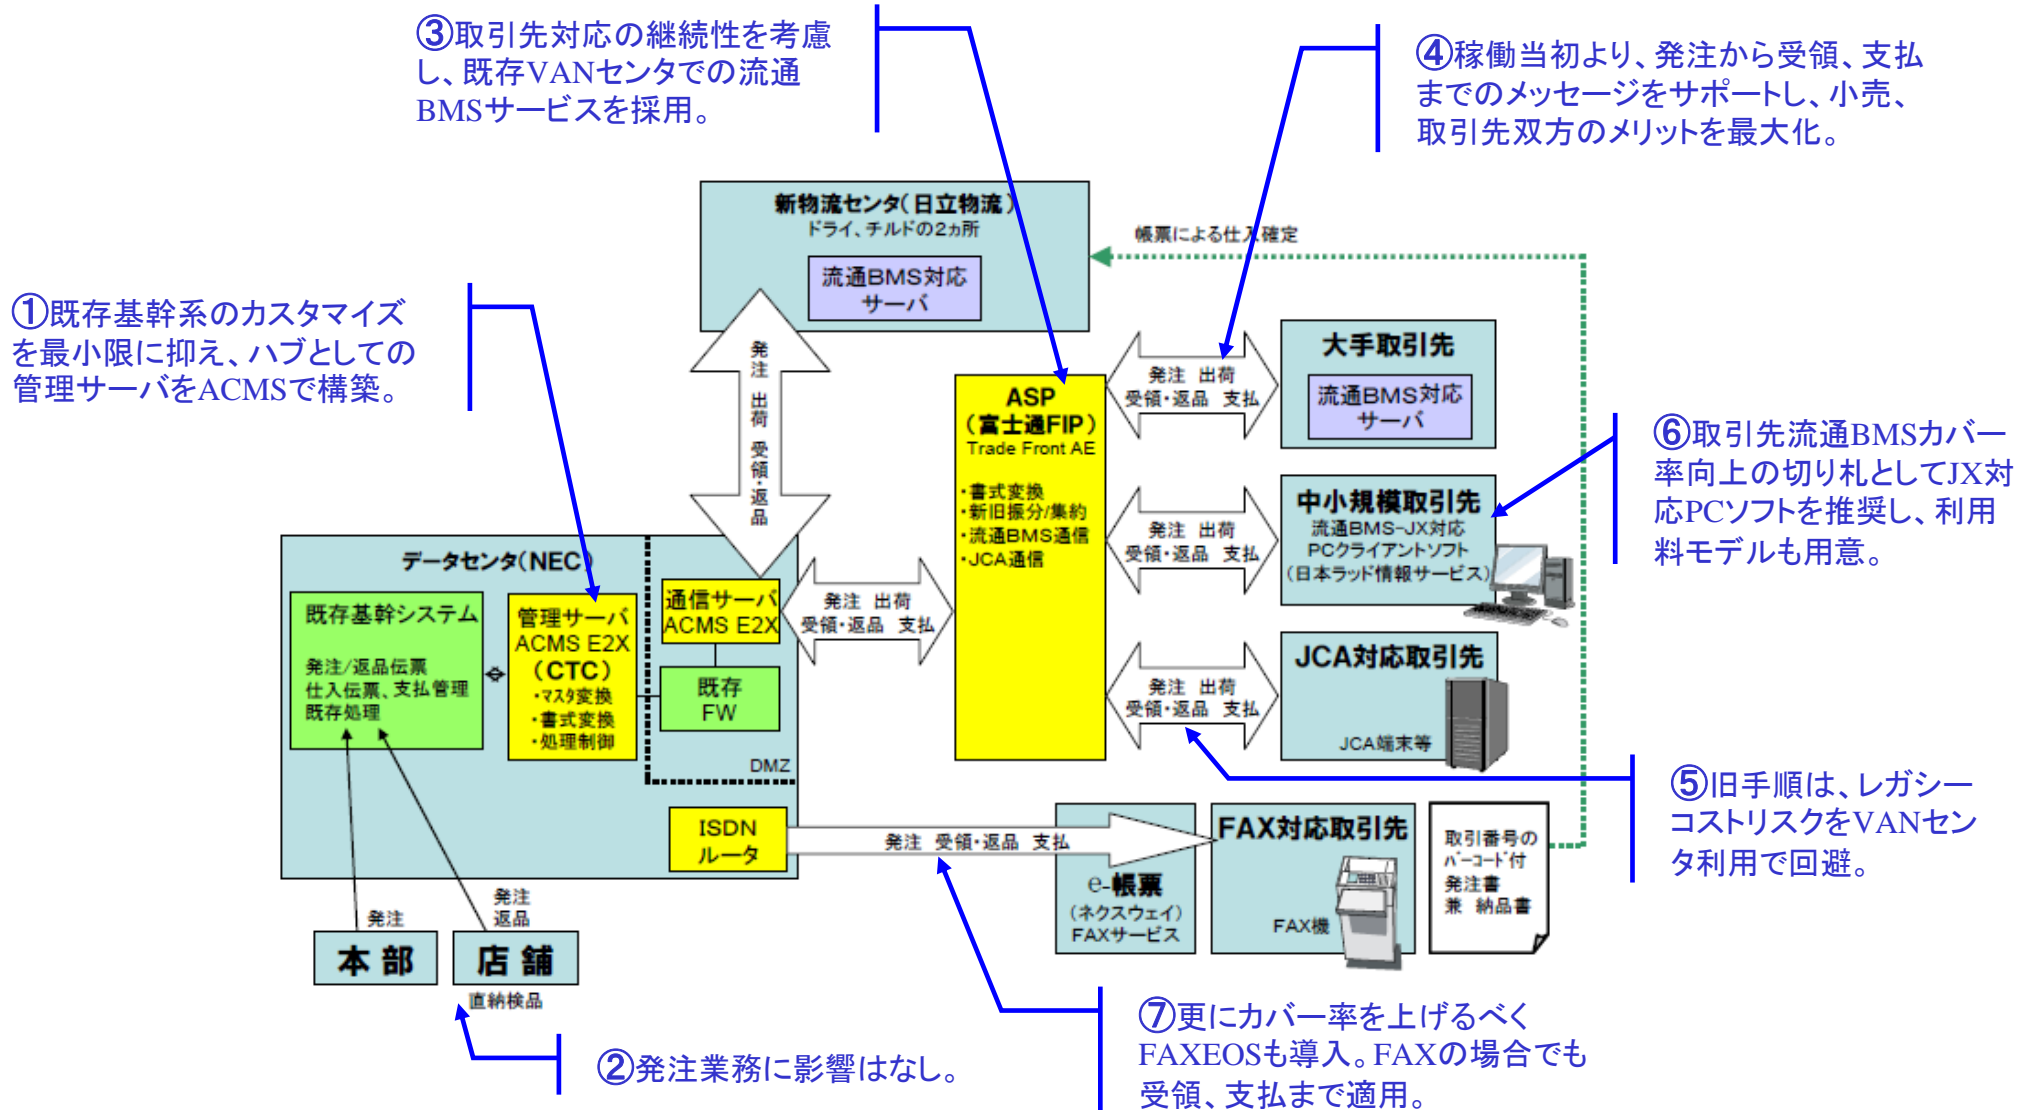 ③取引先対応の継続性を考慮
し、既存VANセンタでの流通
BMSサービスを採用。
④稼働当初より、発注から受領、支払
までのメッセージをサポートし、小売、
取引先双方のメリットを最大化。
新物流センタ(日立物流)
ドライ、チルドの2ヵ所
流通BMS対応
サーバ
帳票による仕入確定
①既存基幹系のカスタマイズ
を最小限に抑え、ハブとしての
管理サーバをACMSで構築。
発注 出荷 受領・返品
ASP
(富士通FIP)
Trade Front AE
・書式変換
・新旧振分/集約
・流通BMS通信
・JCA通信
発注 出荷
受領・返品 支払
大手取引先
流通BMS対応
サーバ
⑥取引先流通BMSカバー
率向上の切り札としてJX対
応PCソフトを推奨し、利用
料モデルも用意。
発注 出荷
受領・返品 支払
中小規模取引先
流通BMS-JX対応
PCクライアントソフト
(日本ラッド情報サービス)
データセンタ(NEC)
既存基幹システム
発注/返品伝票
仕入伝票、支払管理
既存処理
管理サーバ
ACMS E2X
(CTC)
・マスタ変換
・書式変換
・処理制御
通信サーバ
ACMS E2X
既存
FW
DMZ
発注 出荷
受領・返品 支払
発注 出荷
受領・返品 支払
JCA対応取引先
JCA端末等
⑤旧手順は、レガシー
コストリスクをVANセン
タ利用で回避。
ISDN
ルータ
発注 受領・返品 支払
e-帳票
(ネクスウェイ)
FAXサービス
FAX対応取引先
FAX機
取引番号の
バーコード付
発注書
兼 納品書
発注
発注
返品
本部
店舗
直納検品
②発注業務に影響はなし。
⑦更にカバー率を上げるべく
FAXEOSも導入。FAXの場合でも
受領、支払まで適用。